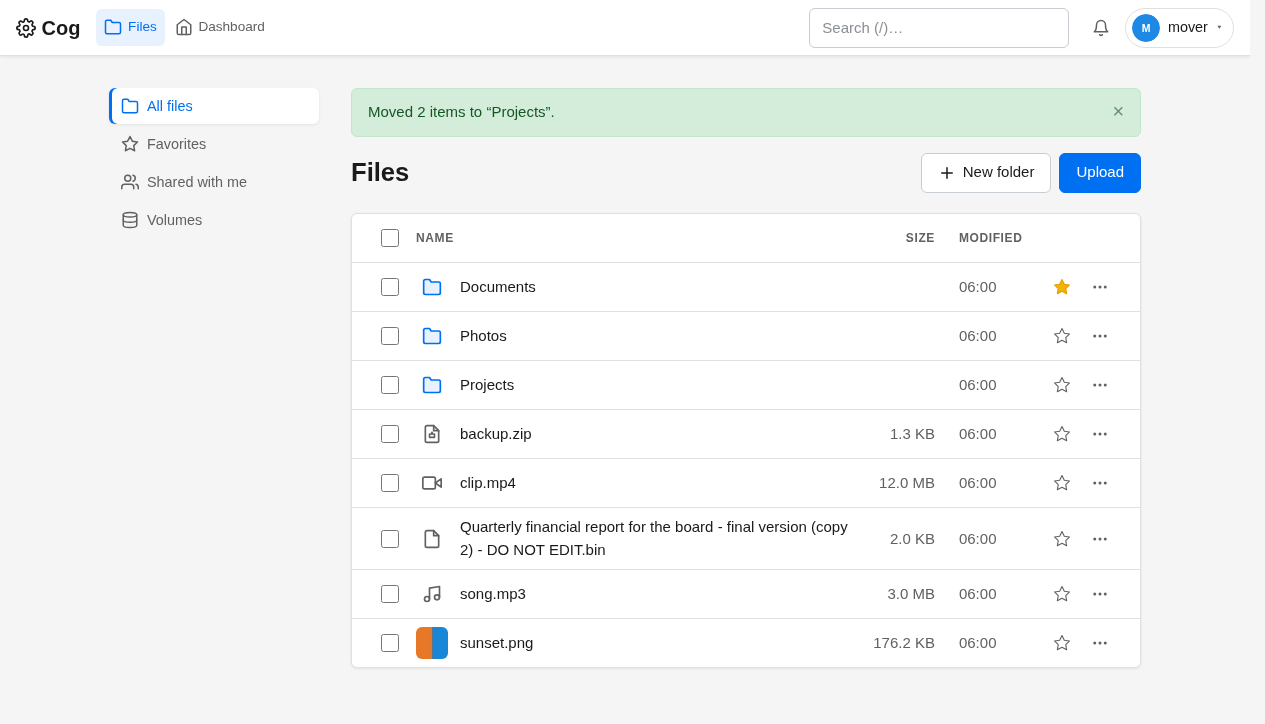 Cog
Files
Dashboard
Search (/)…
M
mover
All files
Favorites
Shared with me
Volumes
Moved 2 items to “Projects”.
Files
New folder
Upload
NAME SIZE MODIFIED
Documents 06:00
Photos 06:00
Projects 06:00
backup.zip 1.3 KB 06:00
clip.mp4 12.0 MB 06:00
Quarterly financial report for the board - final version (copy
2) - DO NOT EDIT.bin 2.0 KB 06:00
song.mp3 3.0 MB 06:00
sunset.png 176.2 KB 06:00